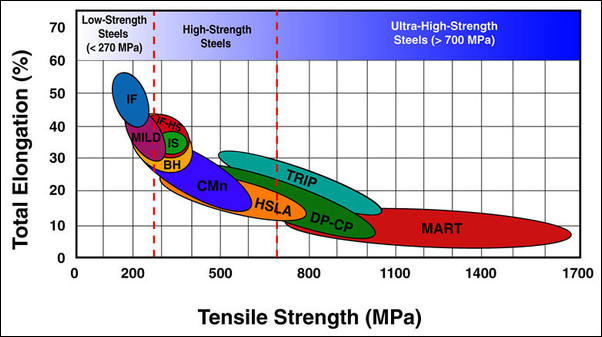 Low-Strength
Steels
(< 270 MPa)
High-Strength
Steels
Ultra-High-Strength
Steels (> 700 MPa)
Total Elongation (%)
70
60
50
40
30
20
10
0
IF
MILD
IF-HS
IS
BH
CMn
HSLA
TRIP
DP-CP
MART
0
200
500
800
1100
1400
1700
Tensile Strength (MPa)